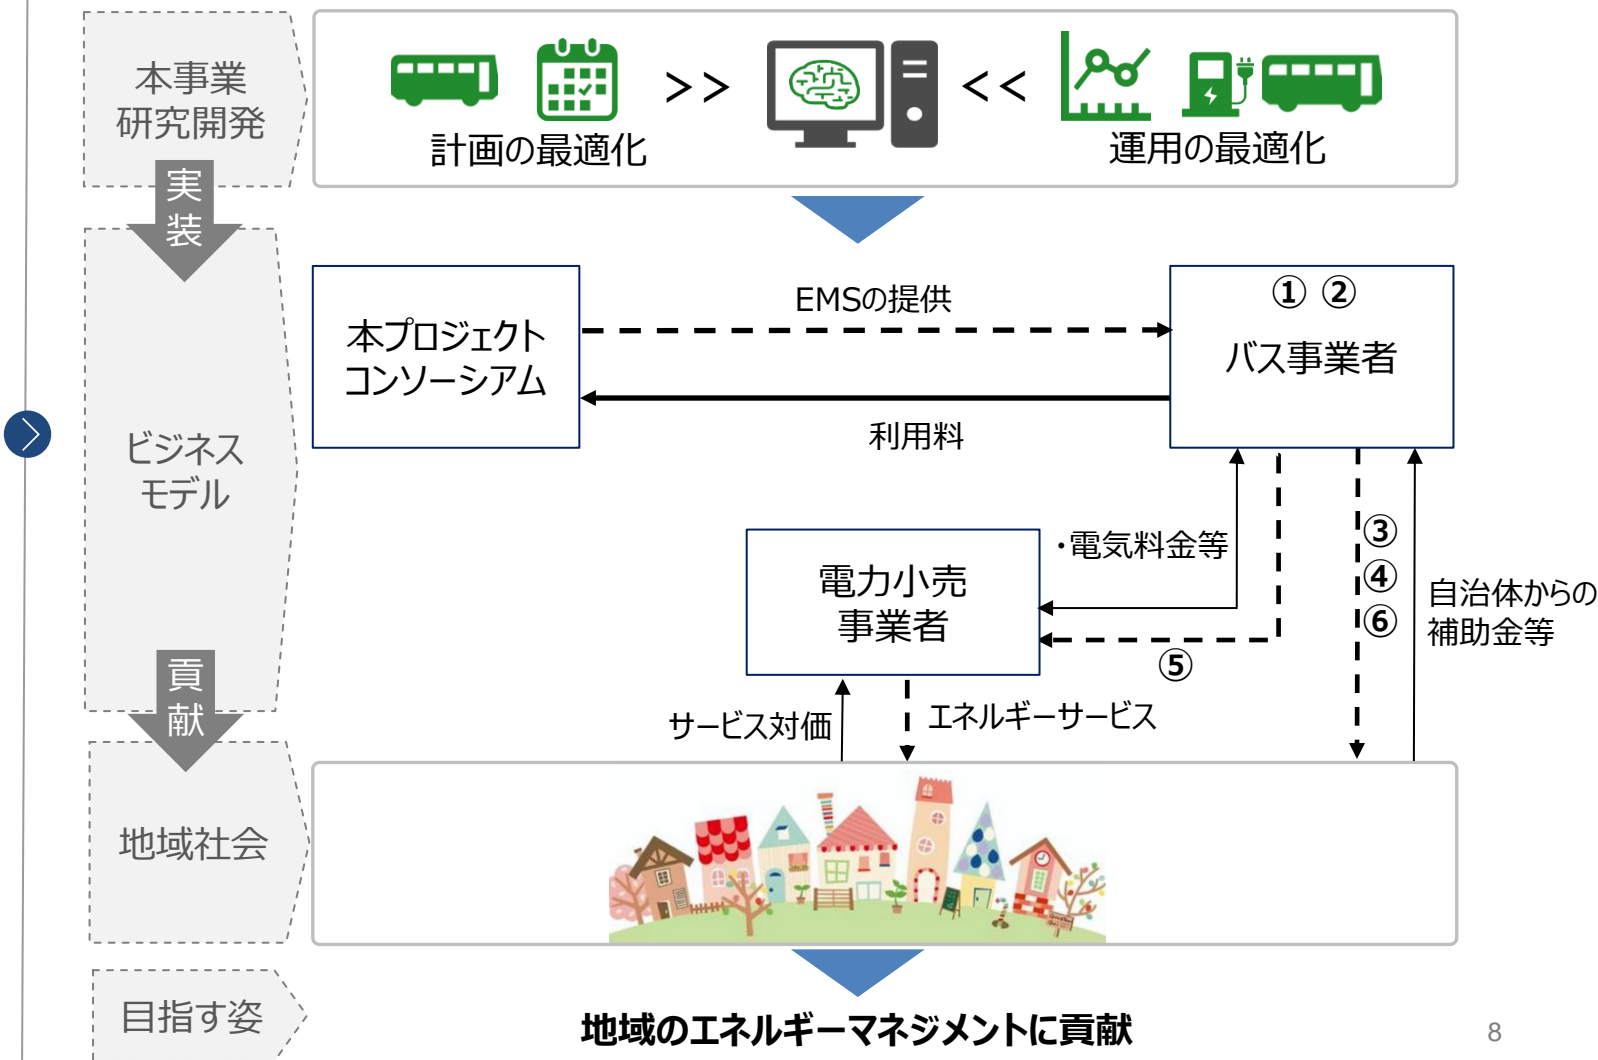 本事業
研究開発
計画の最適化
>>
<<
運用の最適化
実
装
ビジネス
モデル
本プロジェクト
コンソーシアム
EMSの提供
利用料
① ②
バス事業者
・電気料金等
電力小売
事業者
③
④
⑥
⑤
自治体からの
補助金等
サービス対価
エネルギーサービス
貢
献
地域社会
目指す姿
地域のエネルギーマネジメントに貢献
8